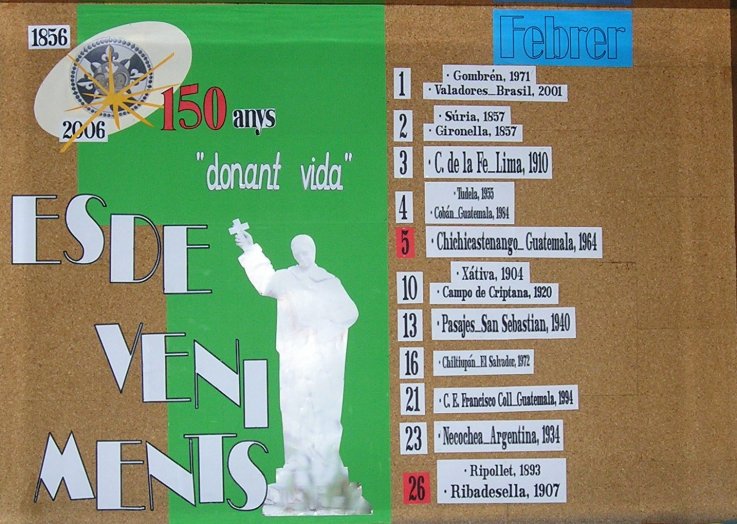 1856
2006
150 anys
"donant vida"
ESDE
VENI
MENTS
Febrer
1
· Gombrén, 1971
· Valadores_Brasil, 2001
2
· Súria, 1857
· Gironella, 1857
3
· C. de la Fe_Lima, 1910
4
· Tudela, 1955
· Cobán_Guatemala, 1984
5
· Chichicastenango_Guatemala, 1964
10
· Xátiva, 1904
· Campo de Criptana, 1920
13
· Pasajes_San Sebastian, 1940
16
· Chiltiupán_El Salvador, 1972
21
· C. E. Francisco Coll_Guatemala, 1994
23
· Necochea_Argentina, 1934
26
· Ripollet, 1893
· Ribadesella, 1907